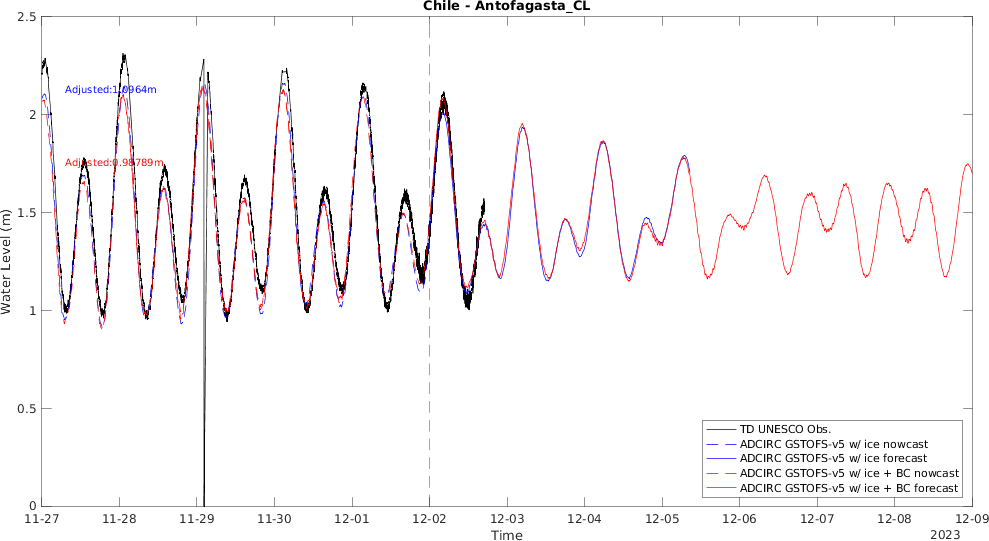 Chile - Antofagasta_CL
2.5
2
1.5
1
0.5
0
Water Level (m)
Adjusted:1.0964m
Adjusted:0.98789m
TD UNESCO Obs.
ADCIRC GSTOFS-v5 w/ ice nowcast
ADCIRC GSTOFS-v5 w/ ice forecast
ADCIRC GSTOFS-v5 w/ ice + BC nowcast
ADCIRC GSTOFS-v5 w/ ice + BC forecast
11-27 11-28 11-29 11-30 12-01 12-02 12-03 12-04 12-05 12-06 12-07 12-08 12-09
Time
2023